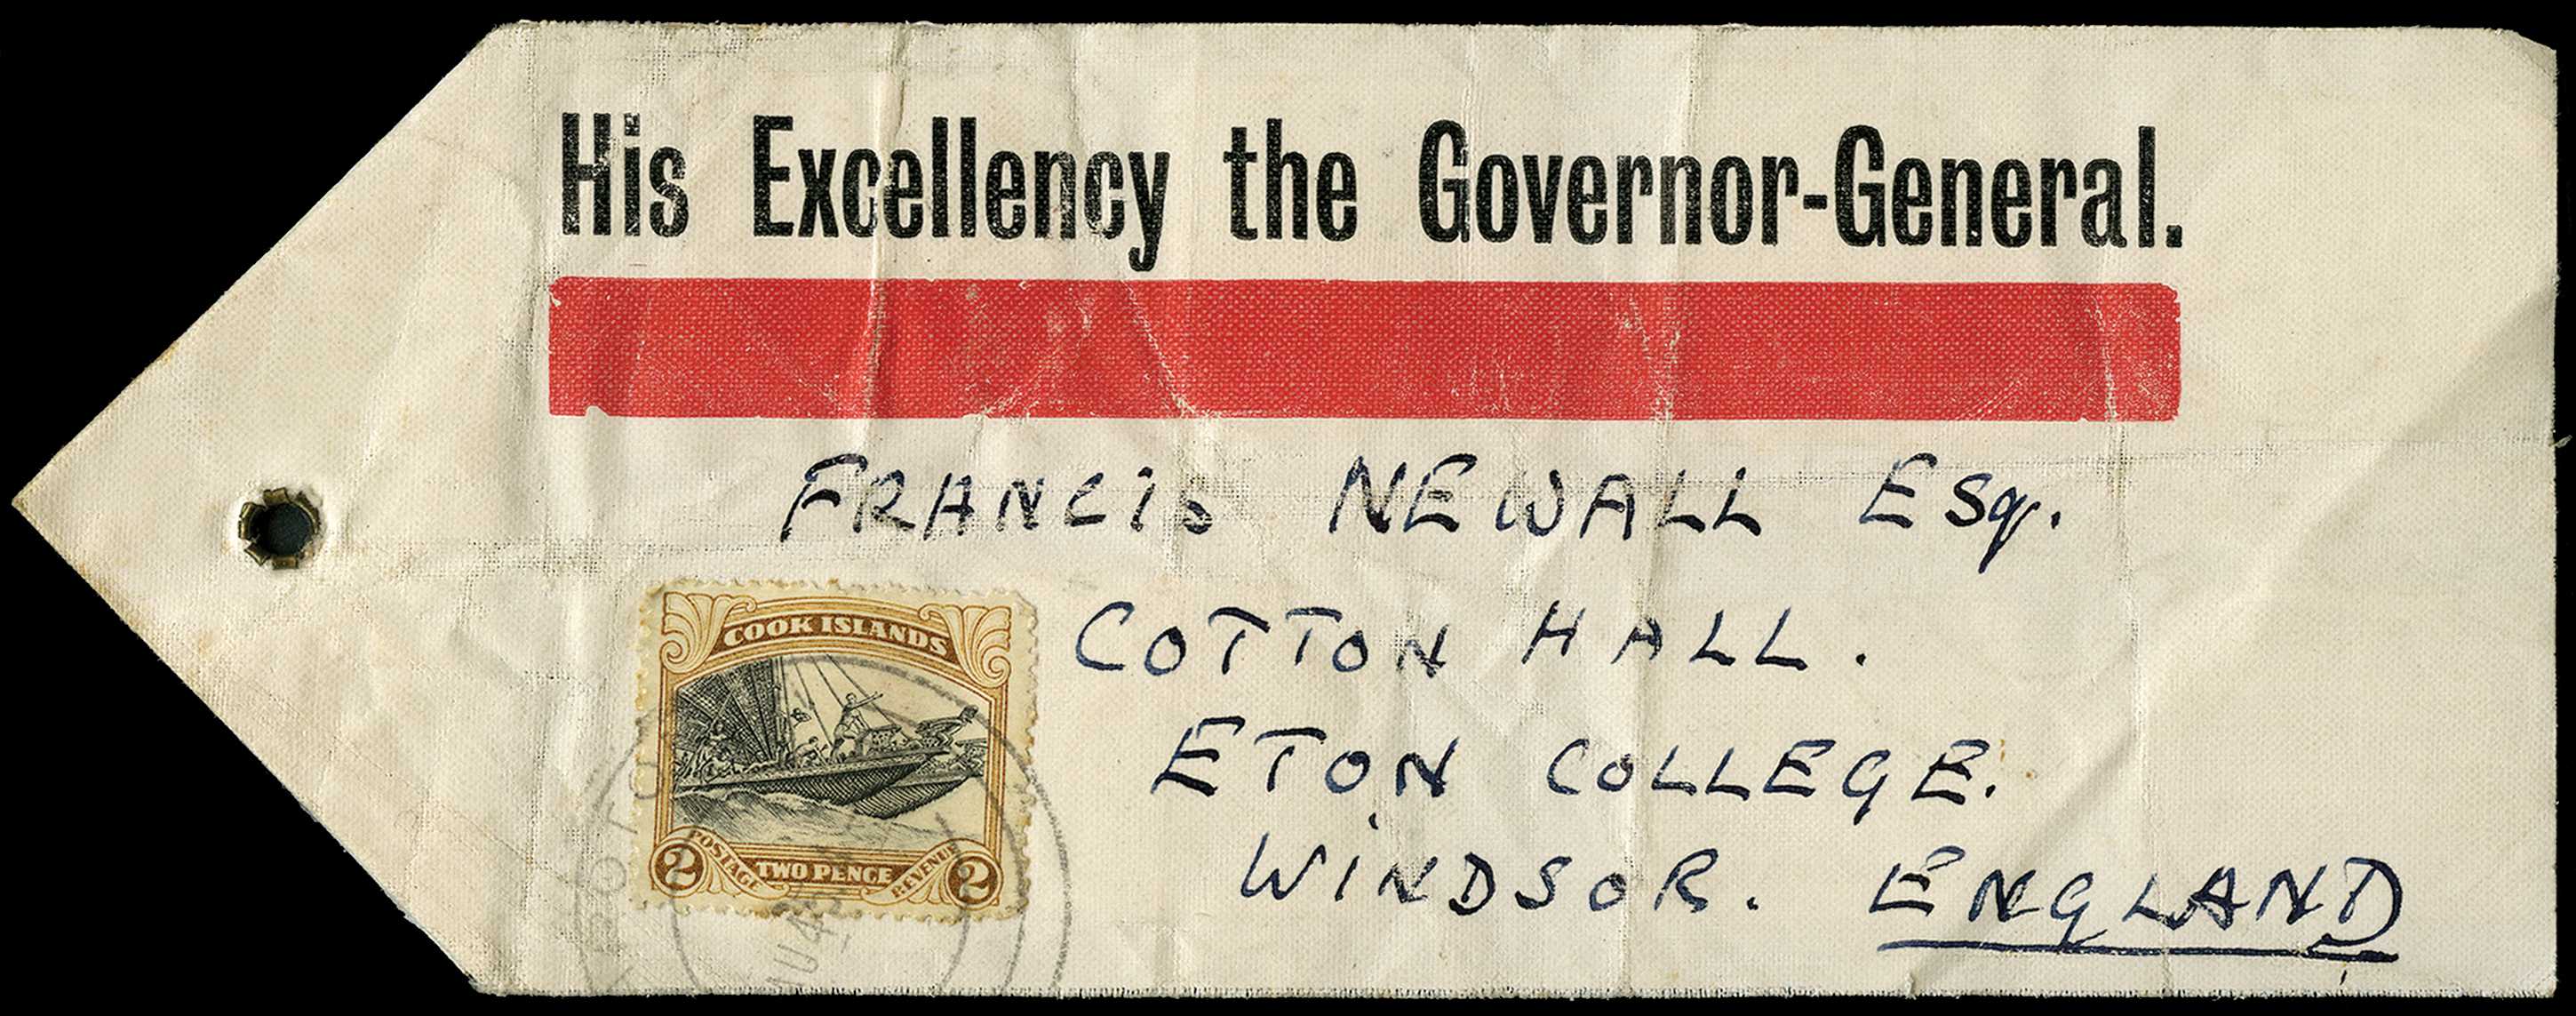 His Excellency the Governor-General.
FRANCIS NEWALL Esq.
COOK ISLANDS
COTTON HALL.
ETON COLLEGE.
POSTAGE TWO PENCE REVENUE
2 2
WINDSOR. ENGLAND